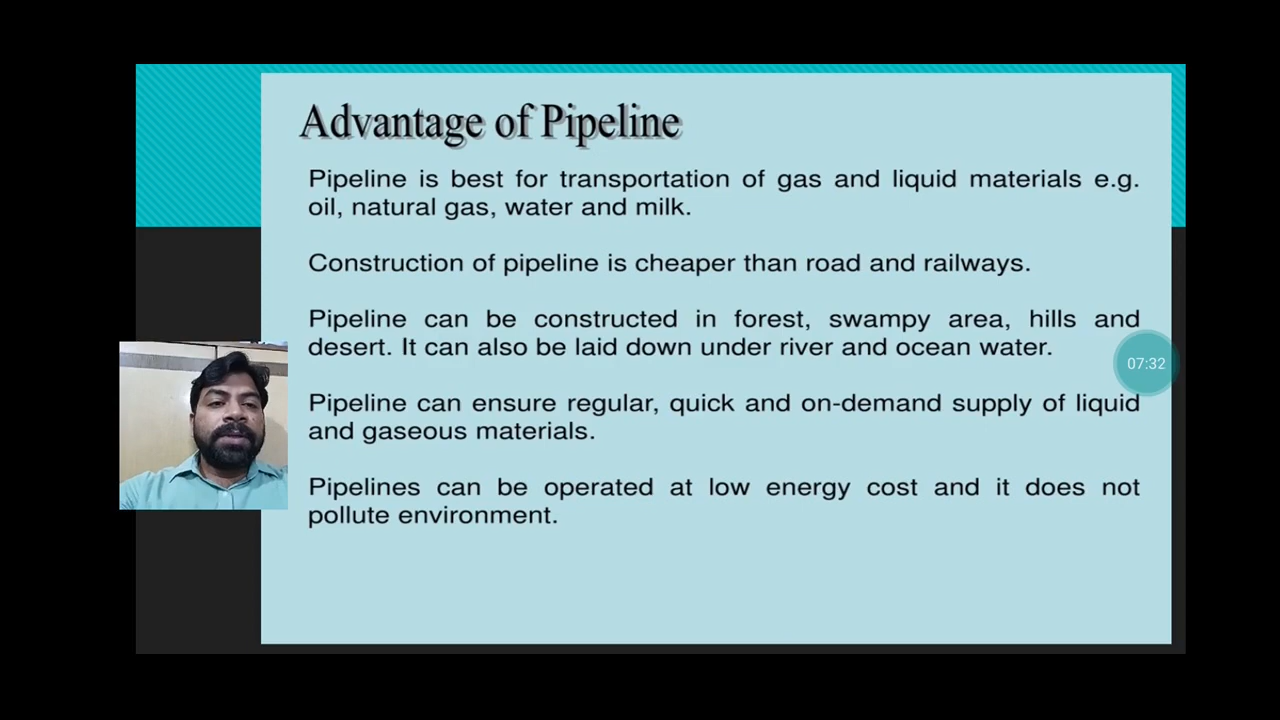 Advantage of Pipeline
Pipeline is best for transportation of gas and liquid materials e.g.
oil, natural gas, water and milk.
Construction of pipeline is cheaper than road and railways.
Pipeline can be constructed in forest, swampy area, hills and
desert. It can also be laid down under river and ocean water.
07:32
Pipeline can ensure regular, quick and on-demand supply of liquid
and gaseous materials.
Pipelines can be operated at low energy cost and it does not
pollute environment.